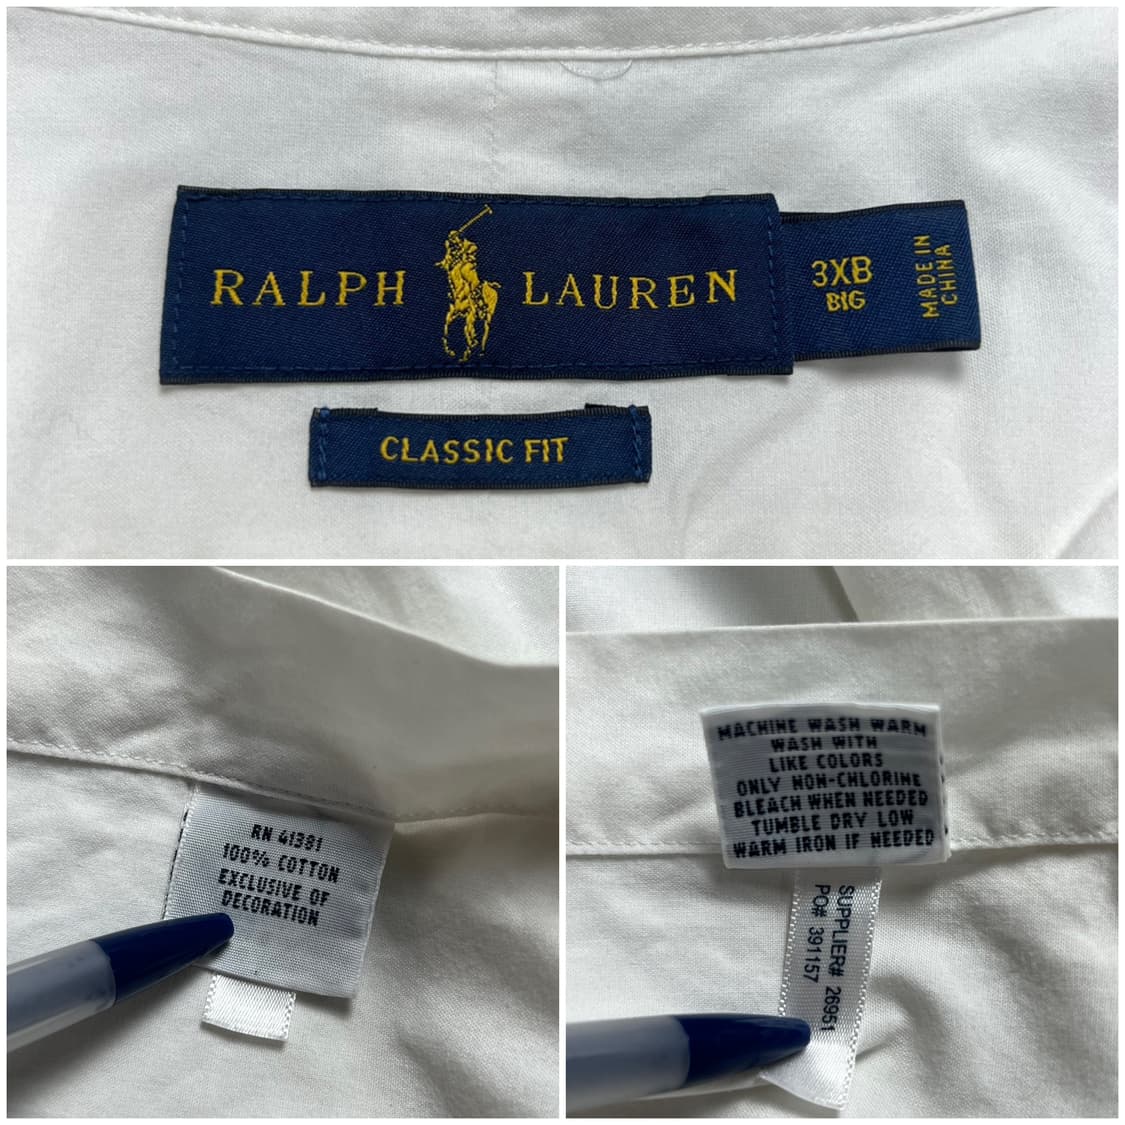 RALPH LAUREN
3XB
BIG
MADE IN
CHINA
CLASSIC FIT
RN 41381
100% COTTON
EXCLUSIVE OF
DECORATION
MACHINE WASH WARM
WASH WITH
LIKE COLORS
ONLY NON-CHLORINE
BLEACH WHEN NEEDED
TUMBLE DRY LOW
WARM IRON IF NEEDED
SUPPLIER# 26951
PO# 391157